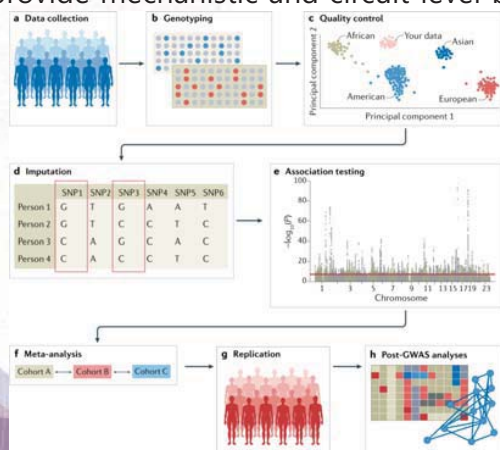 provide mechanistic and circuit level b
a Data collection
b Genotyping
c Quality control
African
Your data
Asian
American
European
Principal component 2
Principal component 1
d Imputation
SNP1 SNP2 SNP3 SNP4 SNP5 SNP6
Person 1 G T G A A T
Person 2 G T C C T C
Person 3 C A G C A C
Person 4 C A C C T C
e Association testing
–log10(P)
100
80
60
40
20
0
1 3 5 7 9 11 13 15 17 19 23
Chromosome
f Meta-analysis
Cohort A Cohort B Cohort C
g Replication
h Post-GWAS analyses